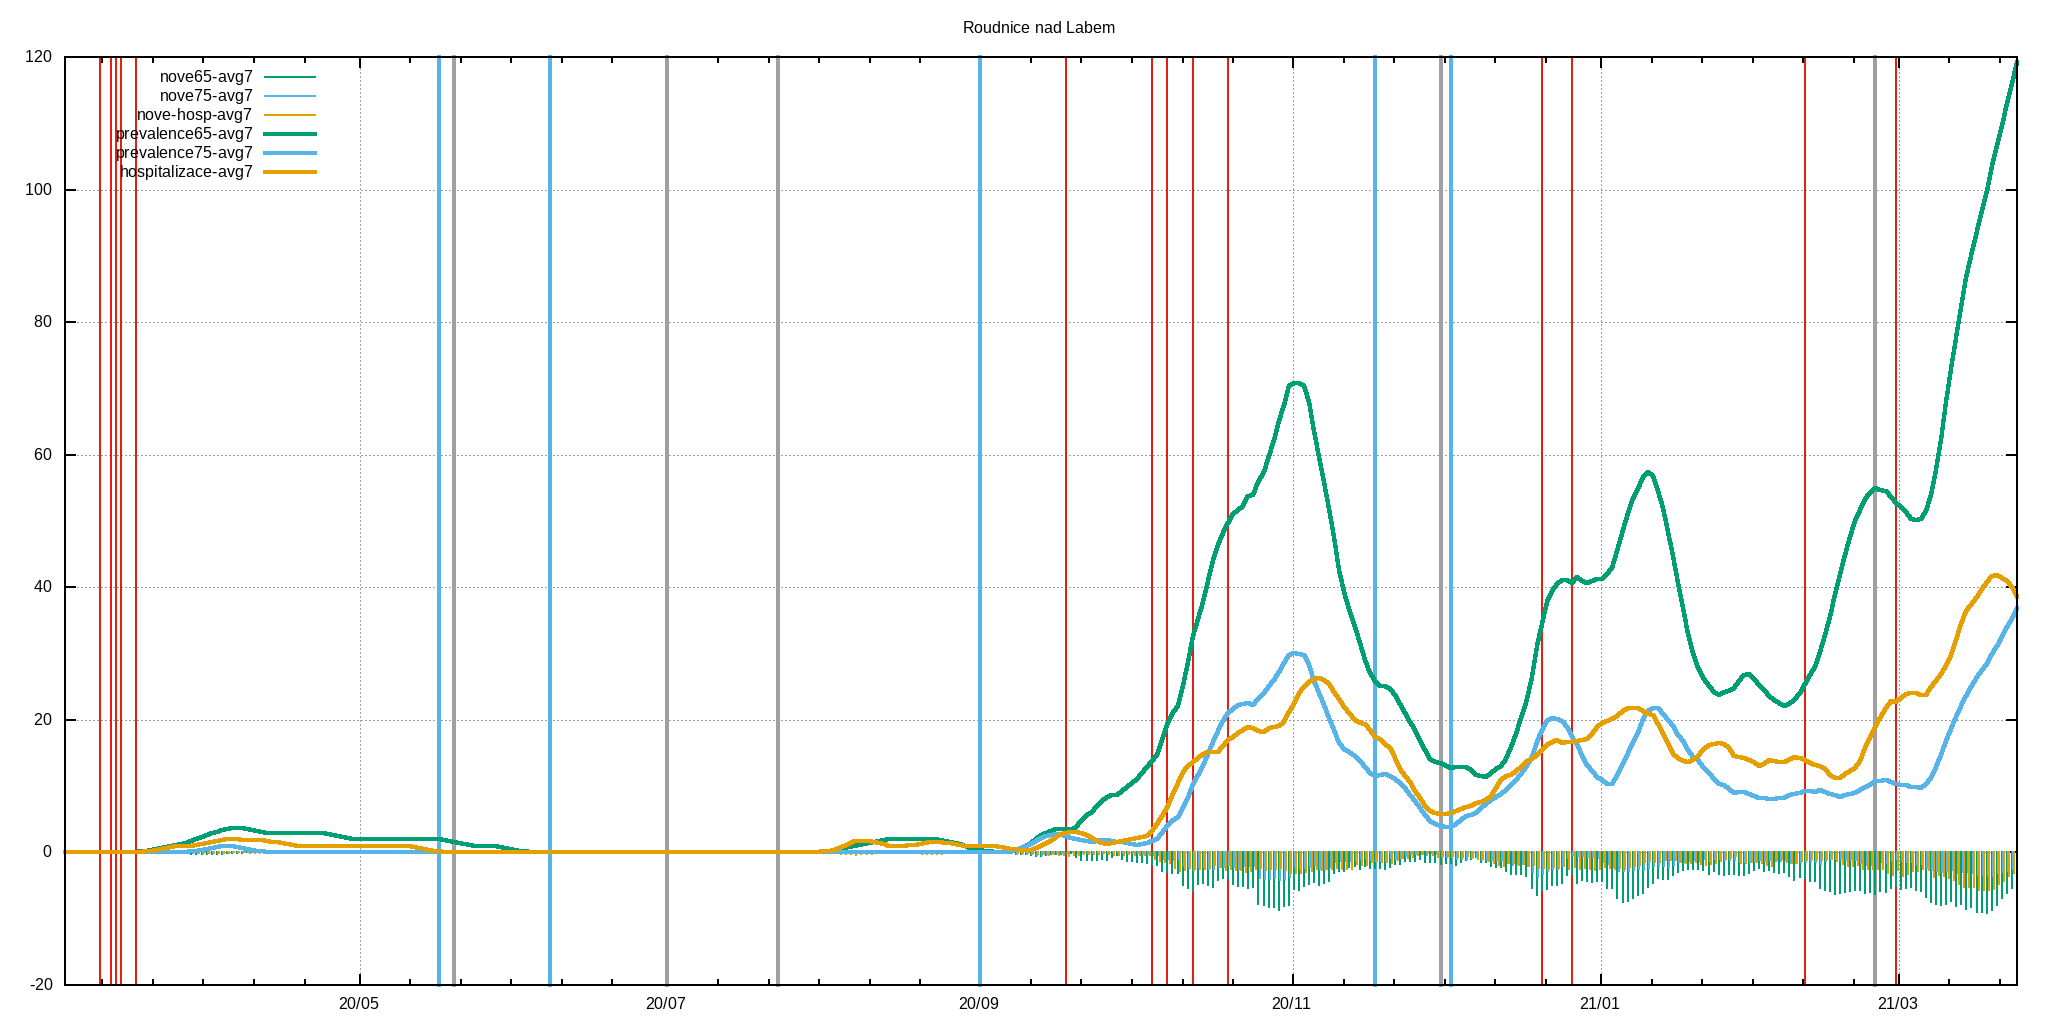 Roudnice nad Labem
120
100
80
60
40
20
0
-20
nove65-avg7
nove75-avg7
nove-hosp-avg7
prevalence65-avg7
prevalence75-avg7
hospitalizace-avg7
20/05
20/07
20/09
20/11
21/01
21/03